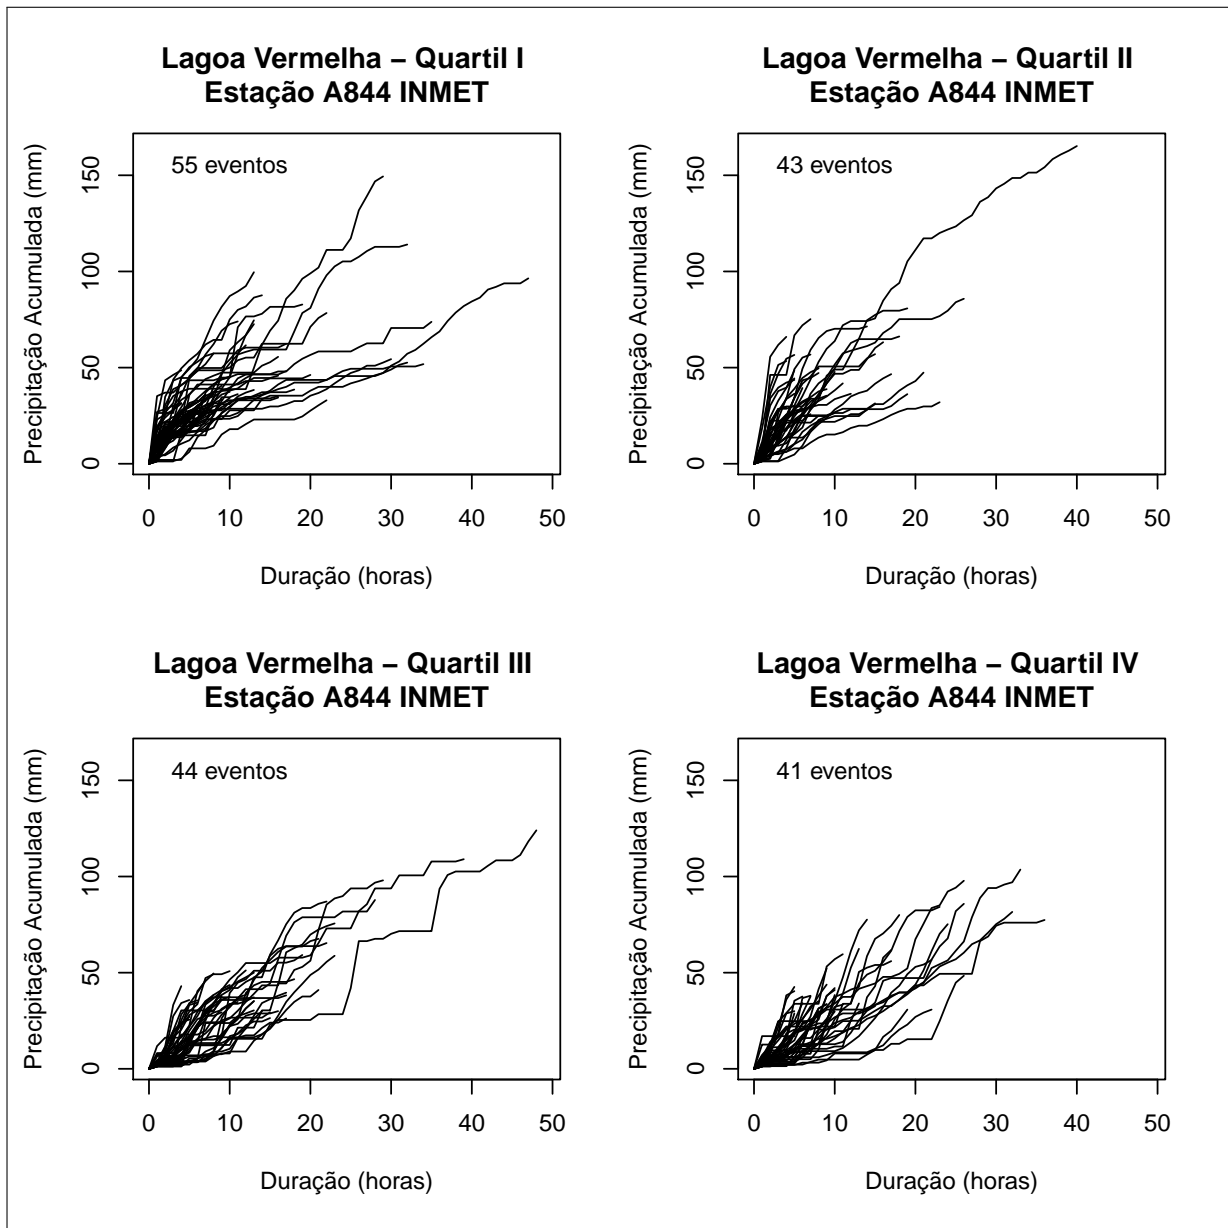 Lagoa Vermelha – Quartil I
Estação A844 INMET
55 eventos
Precipitação Acumulada (mm)
150
100
50
0
0 10 20 30 40 50
Duração (horas)
Lagoa Vermelha – Quartil II
Estação A844 INMET
43 eventos
Precipitação Acumulada (mm)
150
100
50
0
0 10 20 30 40 50
Duração (horas)
Lagoa Vermelha – Quartil III
Estação A844 INMET
44 eventos
Precipitação Acumulada (mm)
150
100
50
0
0 10 20 30 40 50
Duração (horas)
Lagoa Vermelha – Quartil IV
Estação A844 INMET
41 eventos
Precipitação Acumulada (mm)
150
100
50
0
0 10 20 30 40 50
Duração (horas)